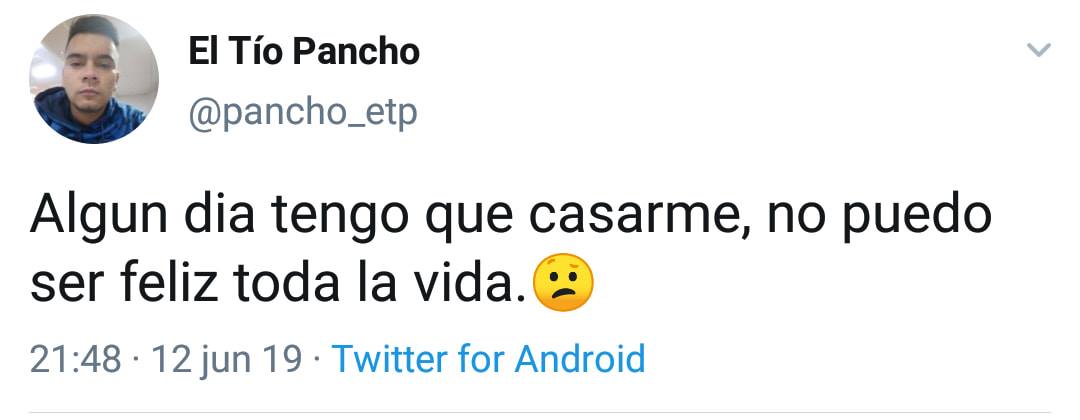 El Tío Pancho
@pancho_etp
Algun dia tengo que casarme, no puedo
ser feliz toda la vida.😕
21:48 · 12 jun 19 · Twitter for Android